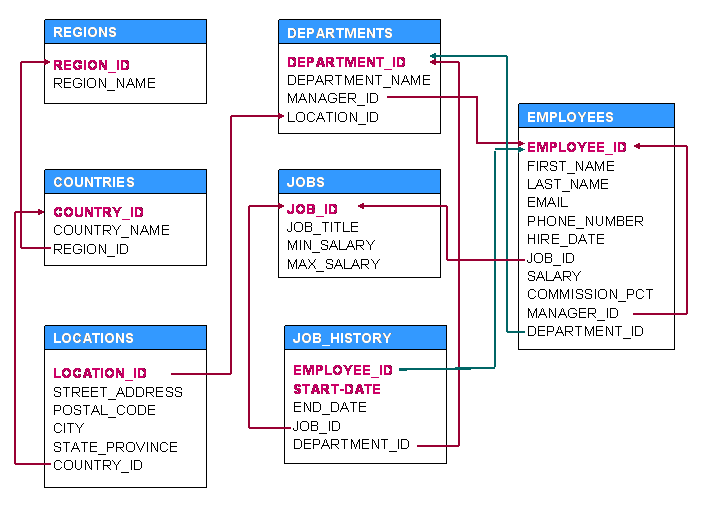 REGIONS
REGION_ID
REGION_NAME
COUNTRIES
COUNTRY_ID
COUNTRY_NAME
REGION_ID
LOCATIONS
LOCATION_ID
STREET_ADDRESS
POSTAL_CODE
CITY
STATE_PROVINCE
COUNTRY_ID
DEPARTMENTS
DEPARTMENT_ID
DEPARTMENT_NAME
MANAGER_ID
LOCATION_ID
JOBS
JOB_ID
JOB_TITLE
MIN_SALARY
MAX_SALARY
JOB_HISTORY
EMPLOYEE_ID
START-DATE
END_DATE
JOB_ID
DEPARTMENT_ID
EMPLOYEES
EMPLOYEE_ID
FIRST_NAME
LAST_NAME
EMAIL
PHONE_NUMBER
HIRE_DATE
JOB_ID
SALARY
COMMISSION_PCT
MANAGER_ID
DEPARTMENT_ID